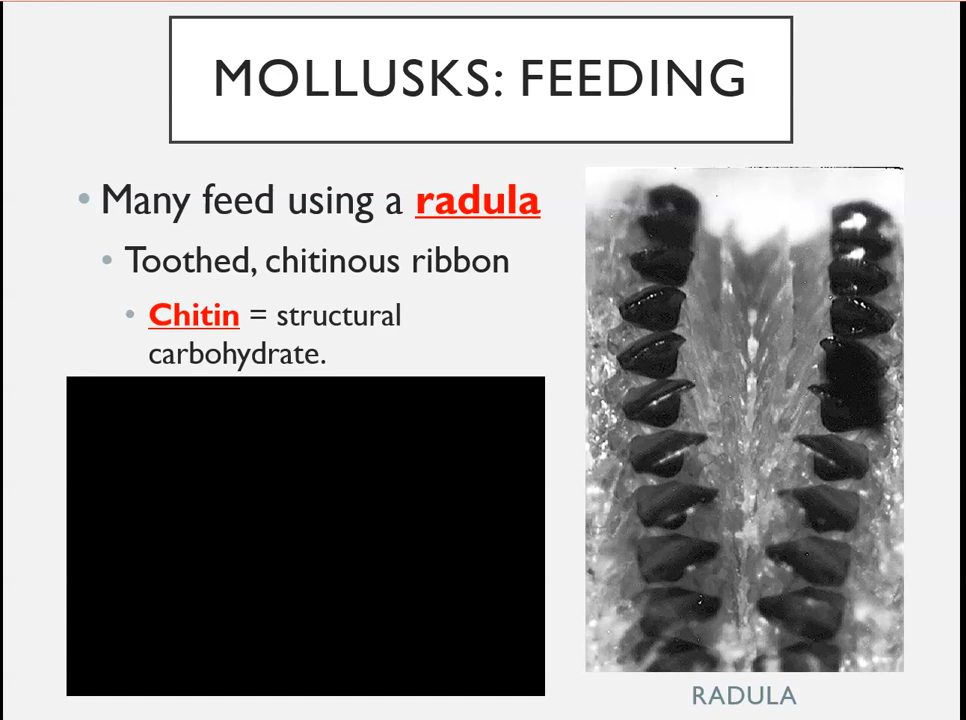 MOLLUSKS: FEEDING
• Many feed using a radula
• Toothed, chitinous ribbon
• Chitin = structural
carbohydrate.
RADULA